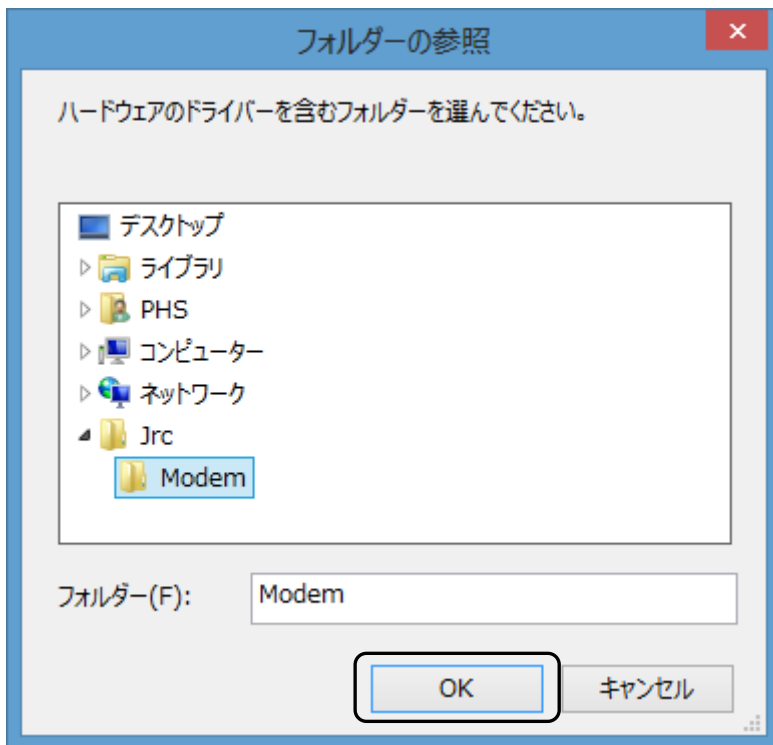 フォルダーの参照
ハードウェアのドライバーを含むフォルダーを選んでください。
デスクトップ
ライブラリ
PHS
コンピューター
ネットワーク
Jrc
Modem
フォルダー(F): Modem
OK キャンセル